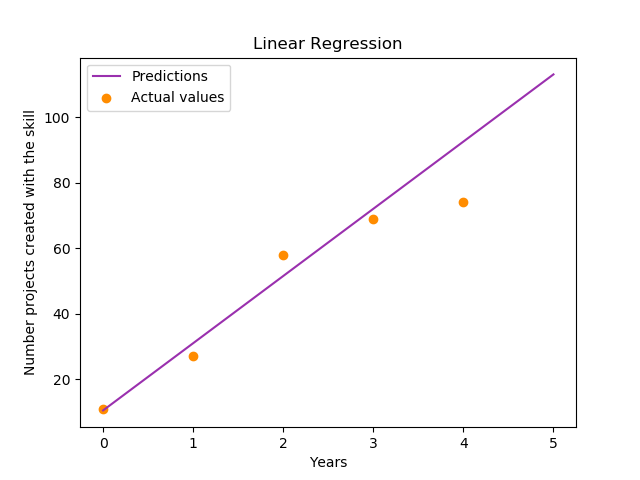 Linear Regression
Predictions
Actual values
Number projects created with the skill
100
80
60
40
20
0 1 2 3 4 5
Years